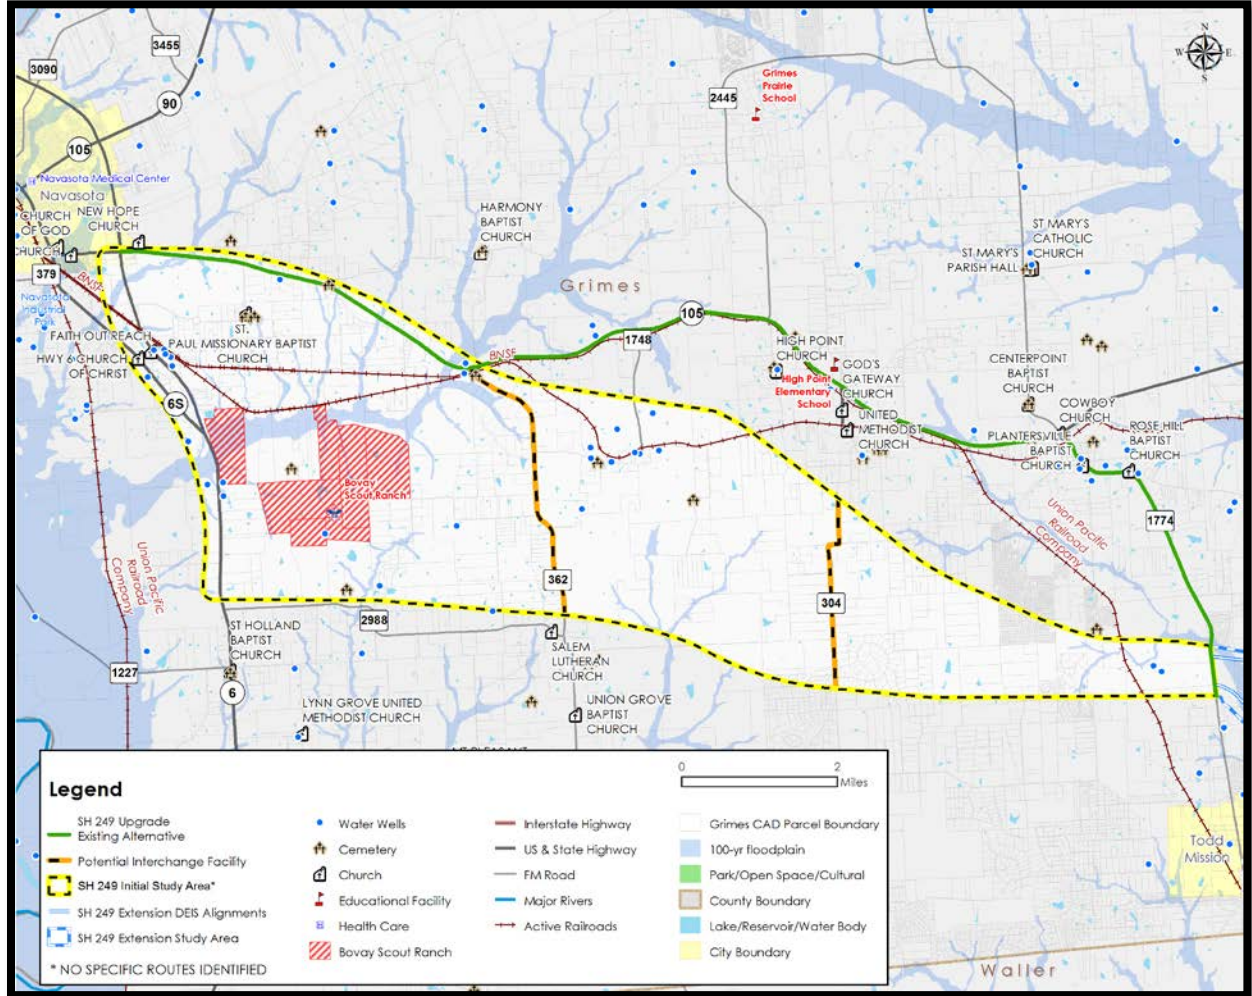 N
W E
S
3455
3090
90
105
2445
Grimes
Prairie
School
Navasota Medical Center
Navasota
CHURCH
OF GOD
NEW HOPE
CHURCH
CHURCH
379
BNSF
Navasota
Industrial
Park
HARMONY
BAPTIST
CHURCH
Grimes
ST MARY'S
CATHOLIC
CHURCH
ST MARY'S
PARISH HALL
FAITH OUT REACH
HWY 6 CHURCH
OF CHRIST
ST.
PAUL MISSIONARY BAPTIST
CHURCH
6S
105
1748
BNSF
HIGH POINT
CHURCH
High Point
Elementary
School
GOD'S
GATEWAY
CHURCH
UNITED
METHODIST
CHURCH
CENTERPOINT
BAPTIST
CHURCH
COWBOY
CHURCH
PLANTERSVILLE
BAPTIST
CHURCH
ROSE HILL
BAPTIST
CHURCH
Bovay
Scout Ranch
1774
Union Pacific
Railroad
Company
Union Pacific
Railroad
Company
362
304
2988
ST HOLLAND
BAPTIST
CHURCH
1227
6
SALEM
LUTHERAN
CHURCH
UNION GROVE
BAPTIST
CHURCH
LYNN GROVE UNITED
METHODIST CHURCH
Todd
Mission
Waller
Legend
SH 249 Upgrade
Existing Alternative
Potential Interchange Facility
SH 249 Initial Study Area*
SH 249 Extension DEIS Alignments
SH 249 Extension Study Area
* NO SPECIFIC ROUTES IDENTIFIED
Water Wells
Cemetery
Church
Educational Facility
Health Care
Bovay Scout Ranch
Interstate Highway
US & State Highway
FM Road
Major Rivers
Active Railroads
0 2
Miles
Grimes CAD Parcel Boundary
100-yr floodplain
Park/Open Space/Cultural
County Boundary
Lake/Reservoir/Water Body
City Boundary